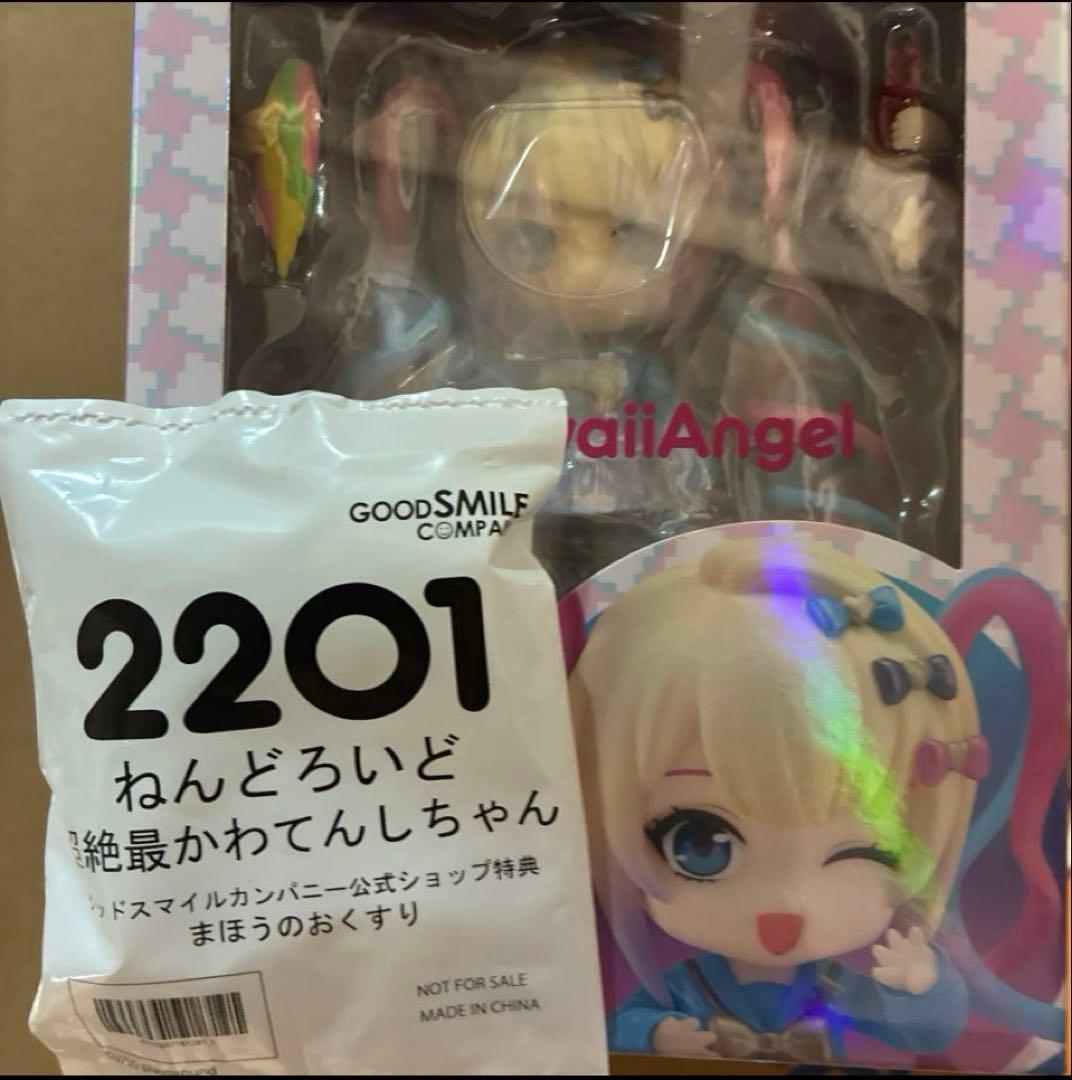 waiiAngel
GOODSMILE
COMPA
2201
ねんどろいど
超絶最かわてんしちゃん
ッドスマイルカンパニー公式ショップ特典
まほうのおくすり
NOT FOR SALE
MADE IN CHINA